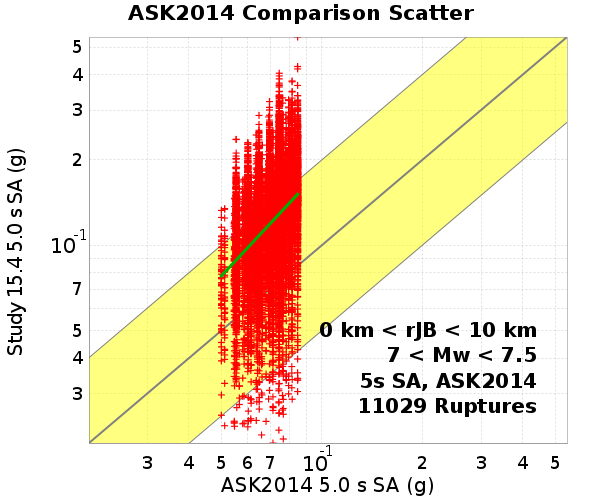 ASK2014 Comparison Scatter
Study 15.4 5.0 s SA (g)
5
4
3
2
10-1
7
5
4
3
0 km < rJB < 10 km
7 < Mw < 7.5
5s SA, ASK2014
11029 Ruptures
3 4 5 6 7 10-1 2 3 4 5
ASK2014 5.0 s SA (g)